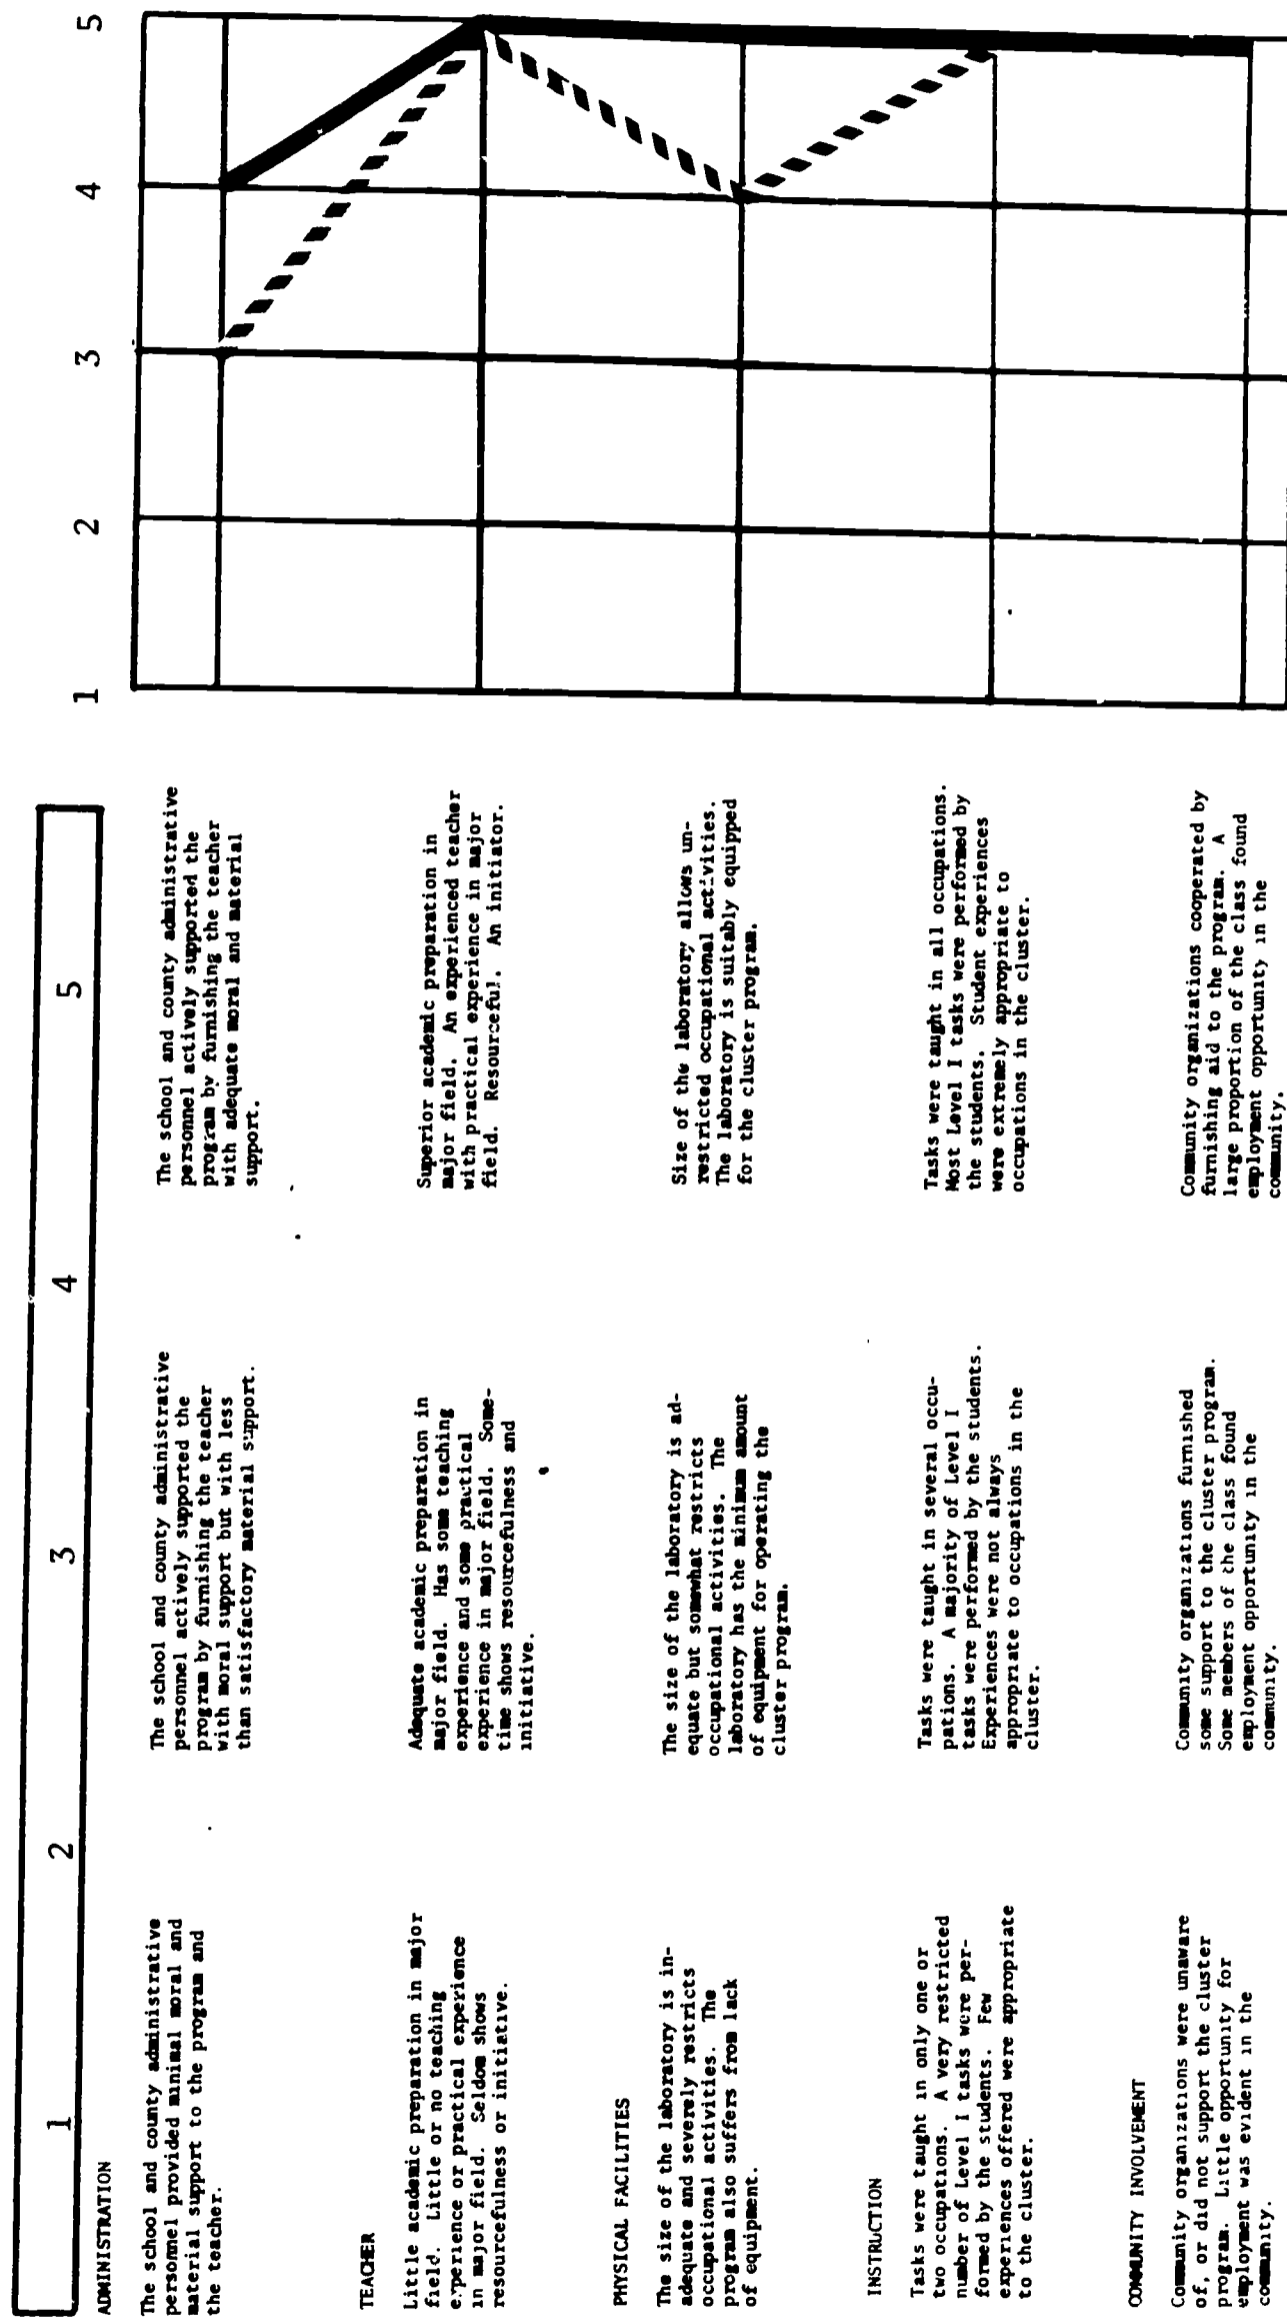 1 2 3 4 5
1 2 3 4 5
ADMINISTRATION
The school and county administrative
personnel provided minimal moral and
material support to the program and
the teacher.
The school and county administrative
personnel actively supported the
program by furnishing the teacher
with moral support but with less
than satisfactory material support.
The school and county administrative
personnel actively supported the
program by furnishing the teacher
with adequate moral and material
support.
TEACHER
Little academic preparation in major
field. Little or no teaching
experience or practical experience
in major field. Seldom shows
resourcefulness or initiative.
Adequate academic preparation in
major field. Has some teaching
experience and some practical
experience in major field. Some-
time shows resourcefulness and
initiative.
Superior academic preparation in
major field. An experienced teacher
with practical experience in major
field. Resourceful. An initiator.
PHYSICAL FACILITIES
The size of the laboratory is in-
adequate and severely restricts
occupational activities. The
program also suffers from lack
of equipment.
The size of the laboratory is ad-
equate but somewhat restricts
occupational activities. The
laboratory has the minimum amount
of equipment for operating the
cluster program.
Size of the laboratory allows un-
restricted occupational activities.
The laboratory is suitably equipped
for the cluster program.
INSTRUCTION
Tasks were taught in only one or
two occupations. A very restricted
number of Level I tasks were per-
formed by the students. Few
experiences offered were appropriate
to the cluster.
Tasks were taught in several occu-
pations. A majority of Level I
tasks were performed by the students.
Experiences were not always
appropriate to occupations in the
cluster.
Tasks were taught in all occupations.
Most Level I tasks were performed by
the students. Student experiences
were extremely appropriate to
occupations in the cluster.
COMMUNITY INVOLVEMENT
Community organizations were unaware
of, or did not support the cluster
program. Little opportunity for
employment was evident in the
community.
Community organizations furnished
some support to the cluster program.
Some members of the class found
employment opportunity in the
community.
Community organizations cooperated by
furnishing aid to the program. A
large proportion of the class found
employment opportunity in the
community.